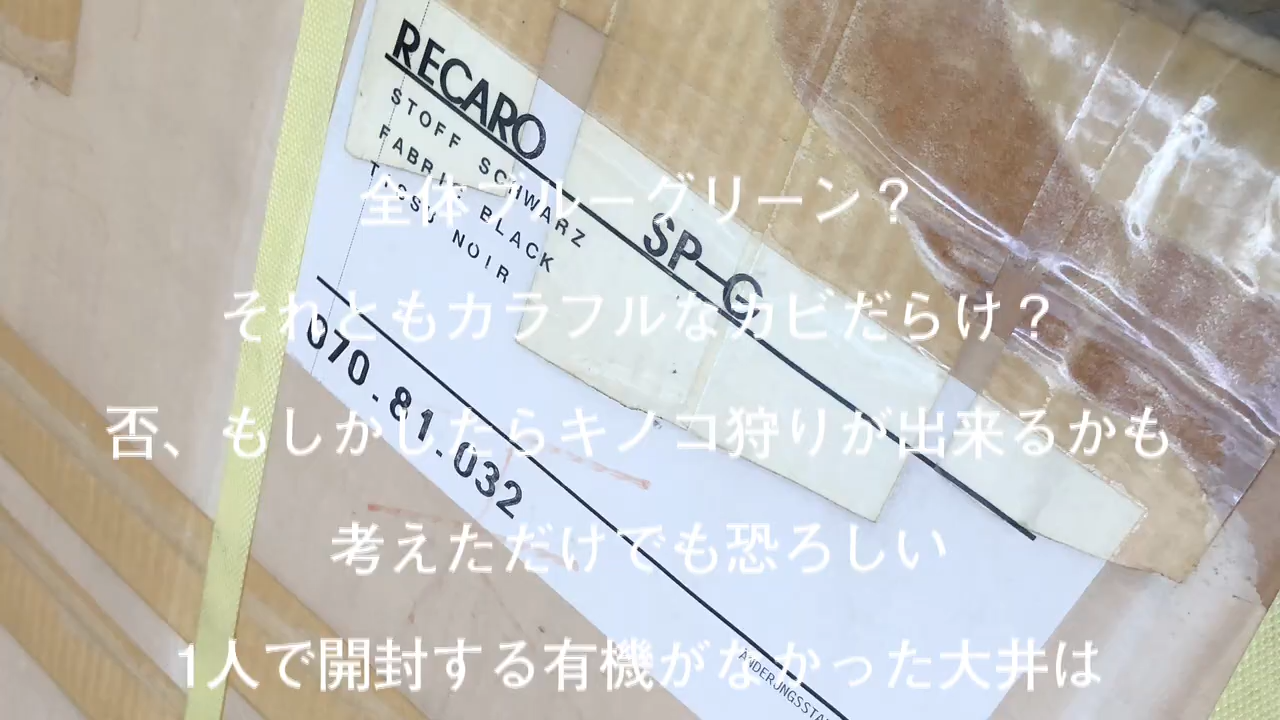 RECARO
STOFF SCHWARZ
FABRIC BLACK
TISSU NOIR
SP-G
070.81.032
全体ブルーグリーン？
それともカラフルなカビだらけ？
否、もしかしたらキノコ狩りが出来るかも
考えただけでも恐ろしい
1人で開封する有機がなかった大井は